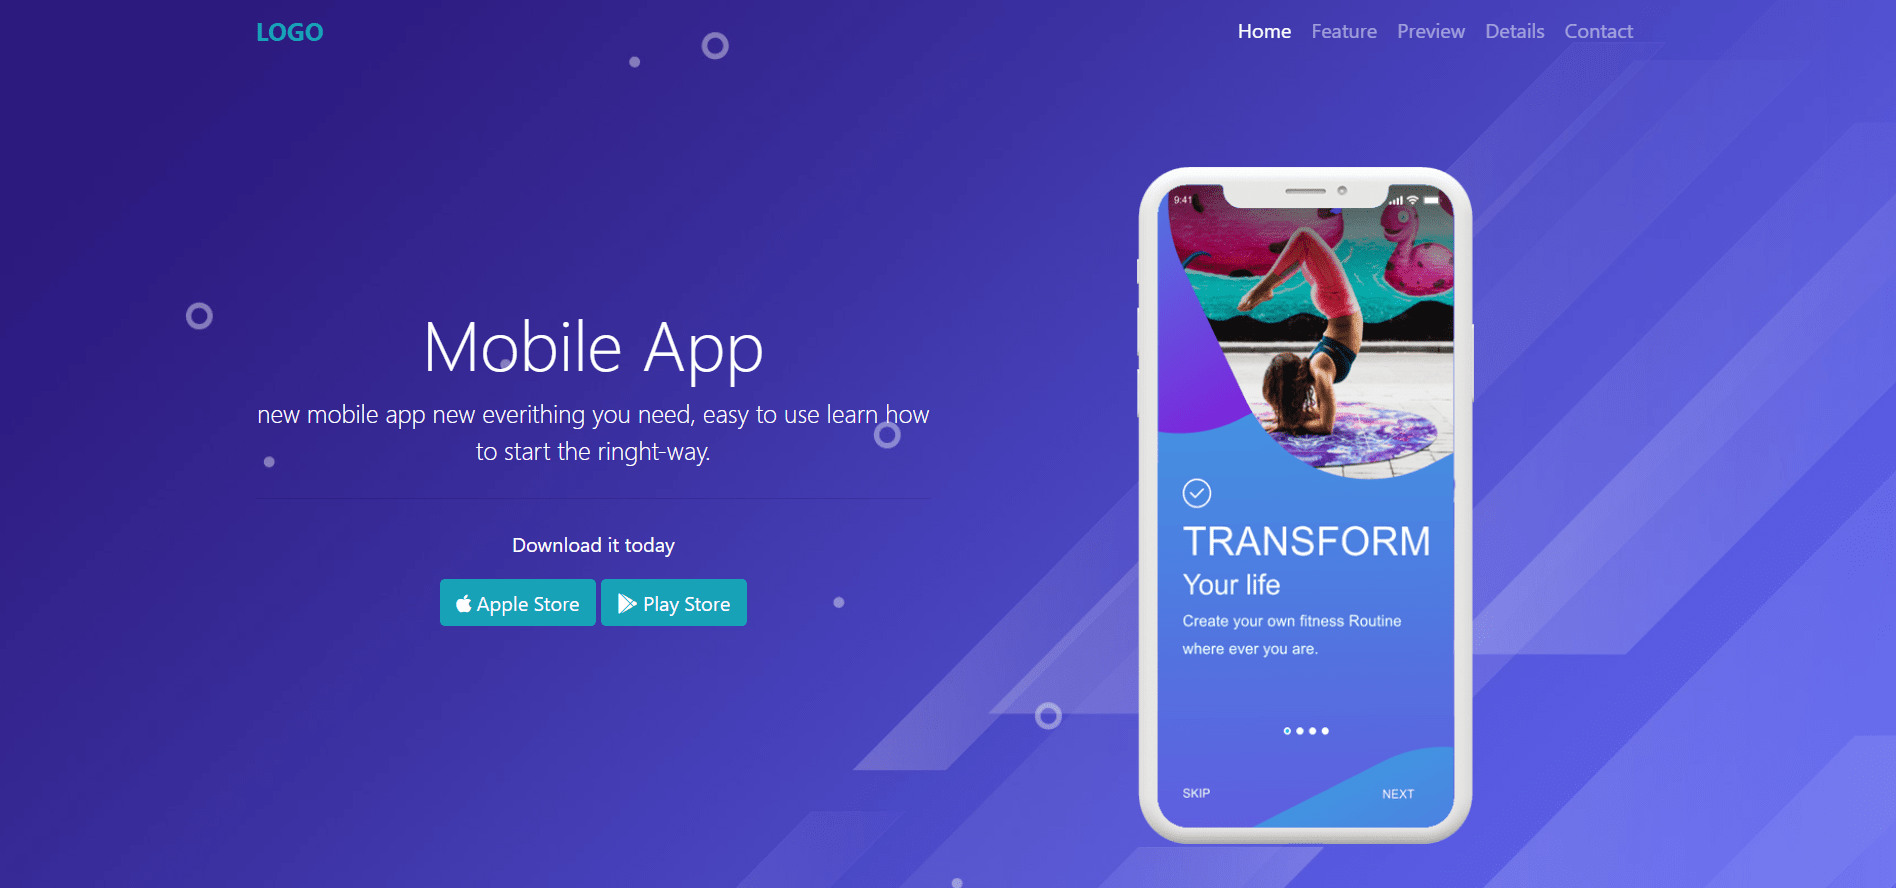 LOGO
Home Feature Preview Details Contact
Mobile App
new mobile app new everithing you need, easy to use learn how
to start the ringht-way.
Download it today
Apple Store Play Store
9:41
TRANSFORM
Your life
Create your own fitness Routine
where ever you are.
SKIP NEXT